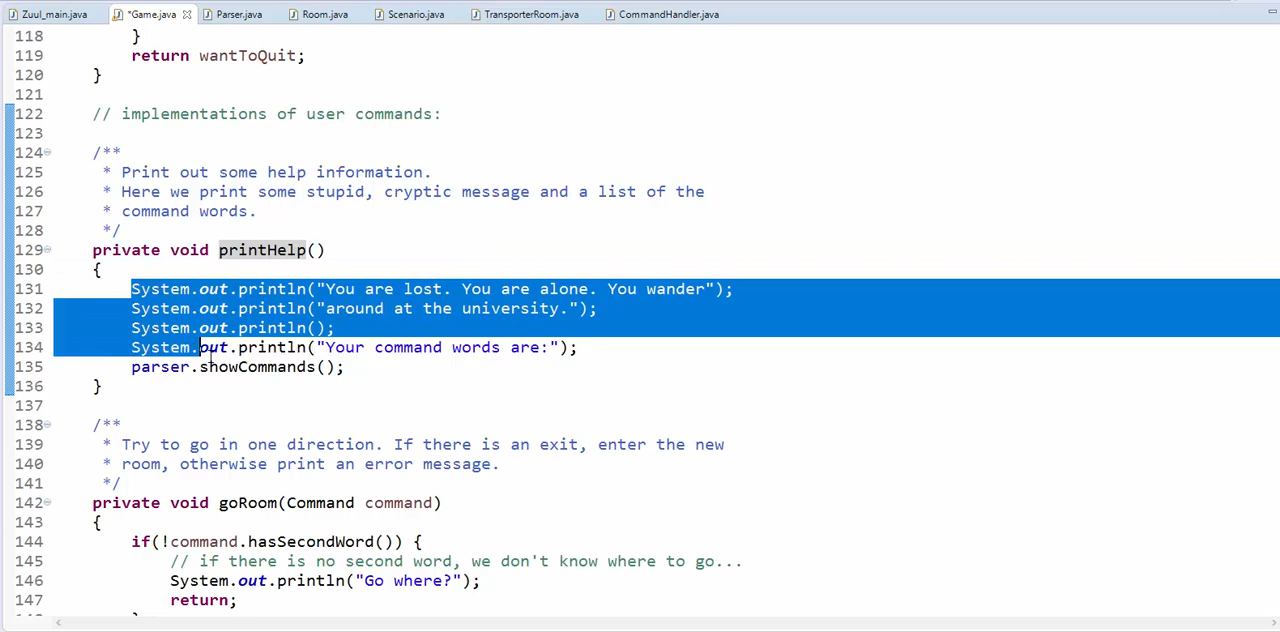 Zuul_main.java *Game.java Parser.java Room.java Scenario.java TransporterRoom.java CommandHandler.java
118 }
119 return wantToQuit;
120 }
121
122 // implementations of user commands:
123
124 /**
125 * Print out some help information.
126 * Here we print some stupid, cryptic message and a list of the
127 * command words.
128 */
129 private void printHelp()
130 {
131 System.out.println("You are lost. You are alone. You wander");
132 System.out.println("around at the university.");
133 System.out.println();
134 System.out.println("Your command words are:");
135 parser.showCommands();
136 }
137
138 /**
139 * Try to go in one direction. If there is an exit, enter the new
140 * room, otherwise print an error message.
141 */
142 private void goRoom(Command command)
143 {
144 if(!command.hasSecondWord()) {
145 // if there is no second word, we don't know where to go...
146 System.out.println("Go where?");
147 return;